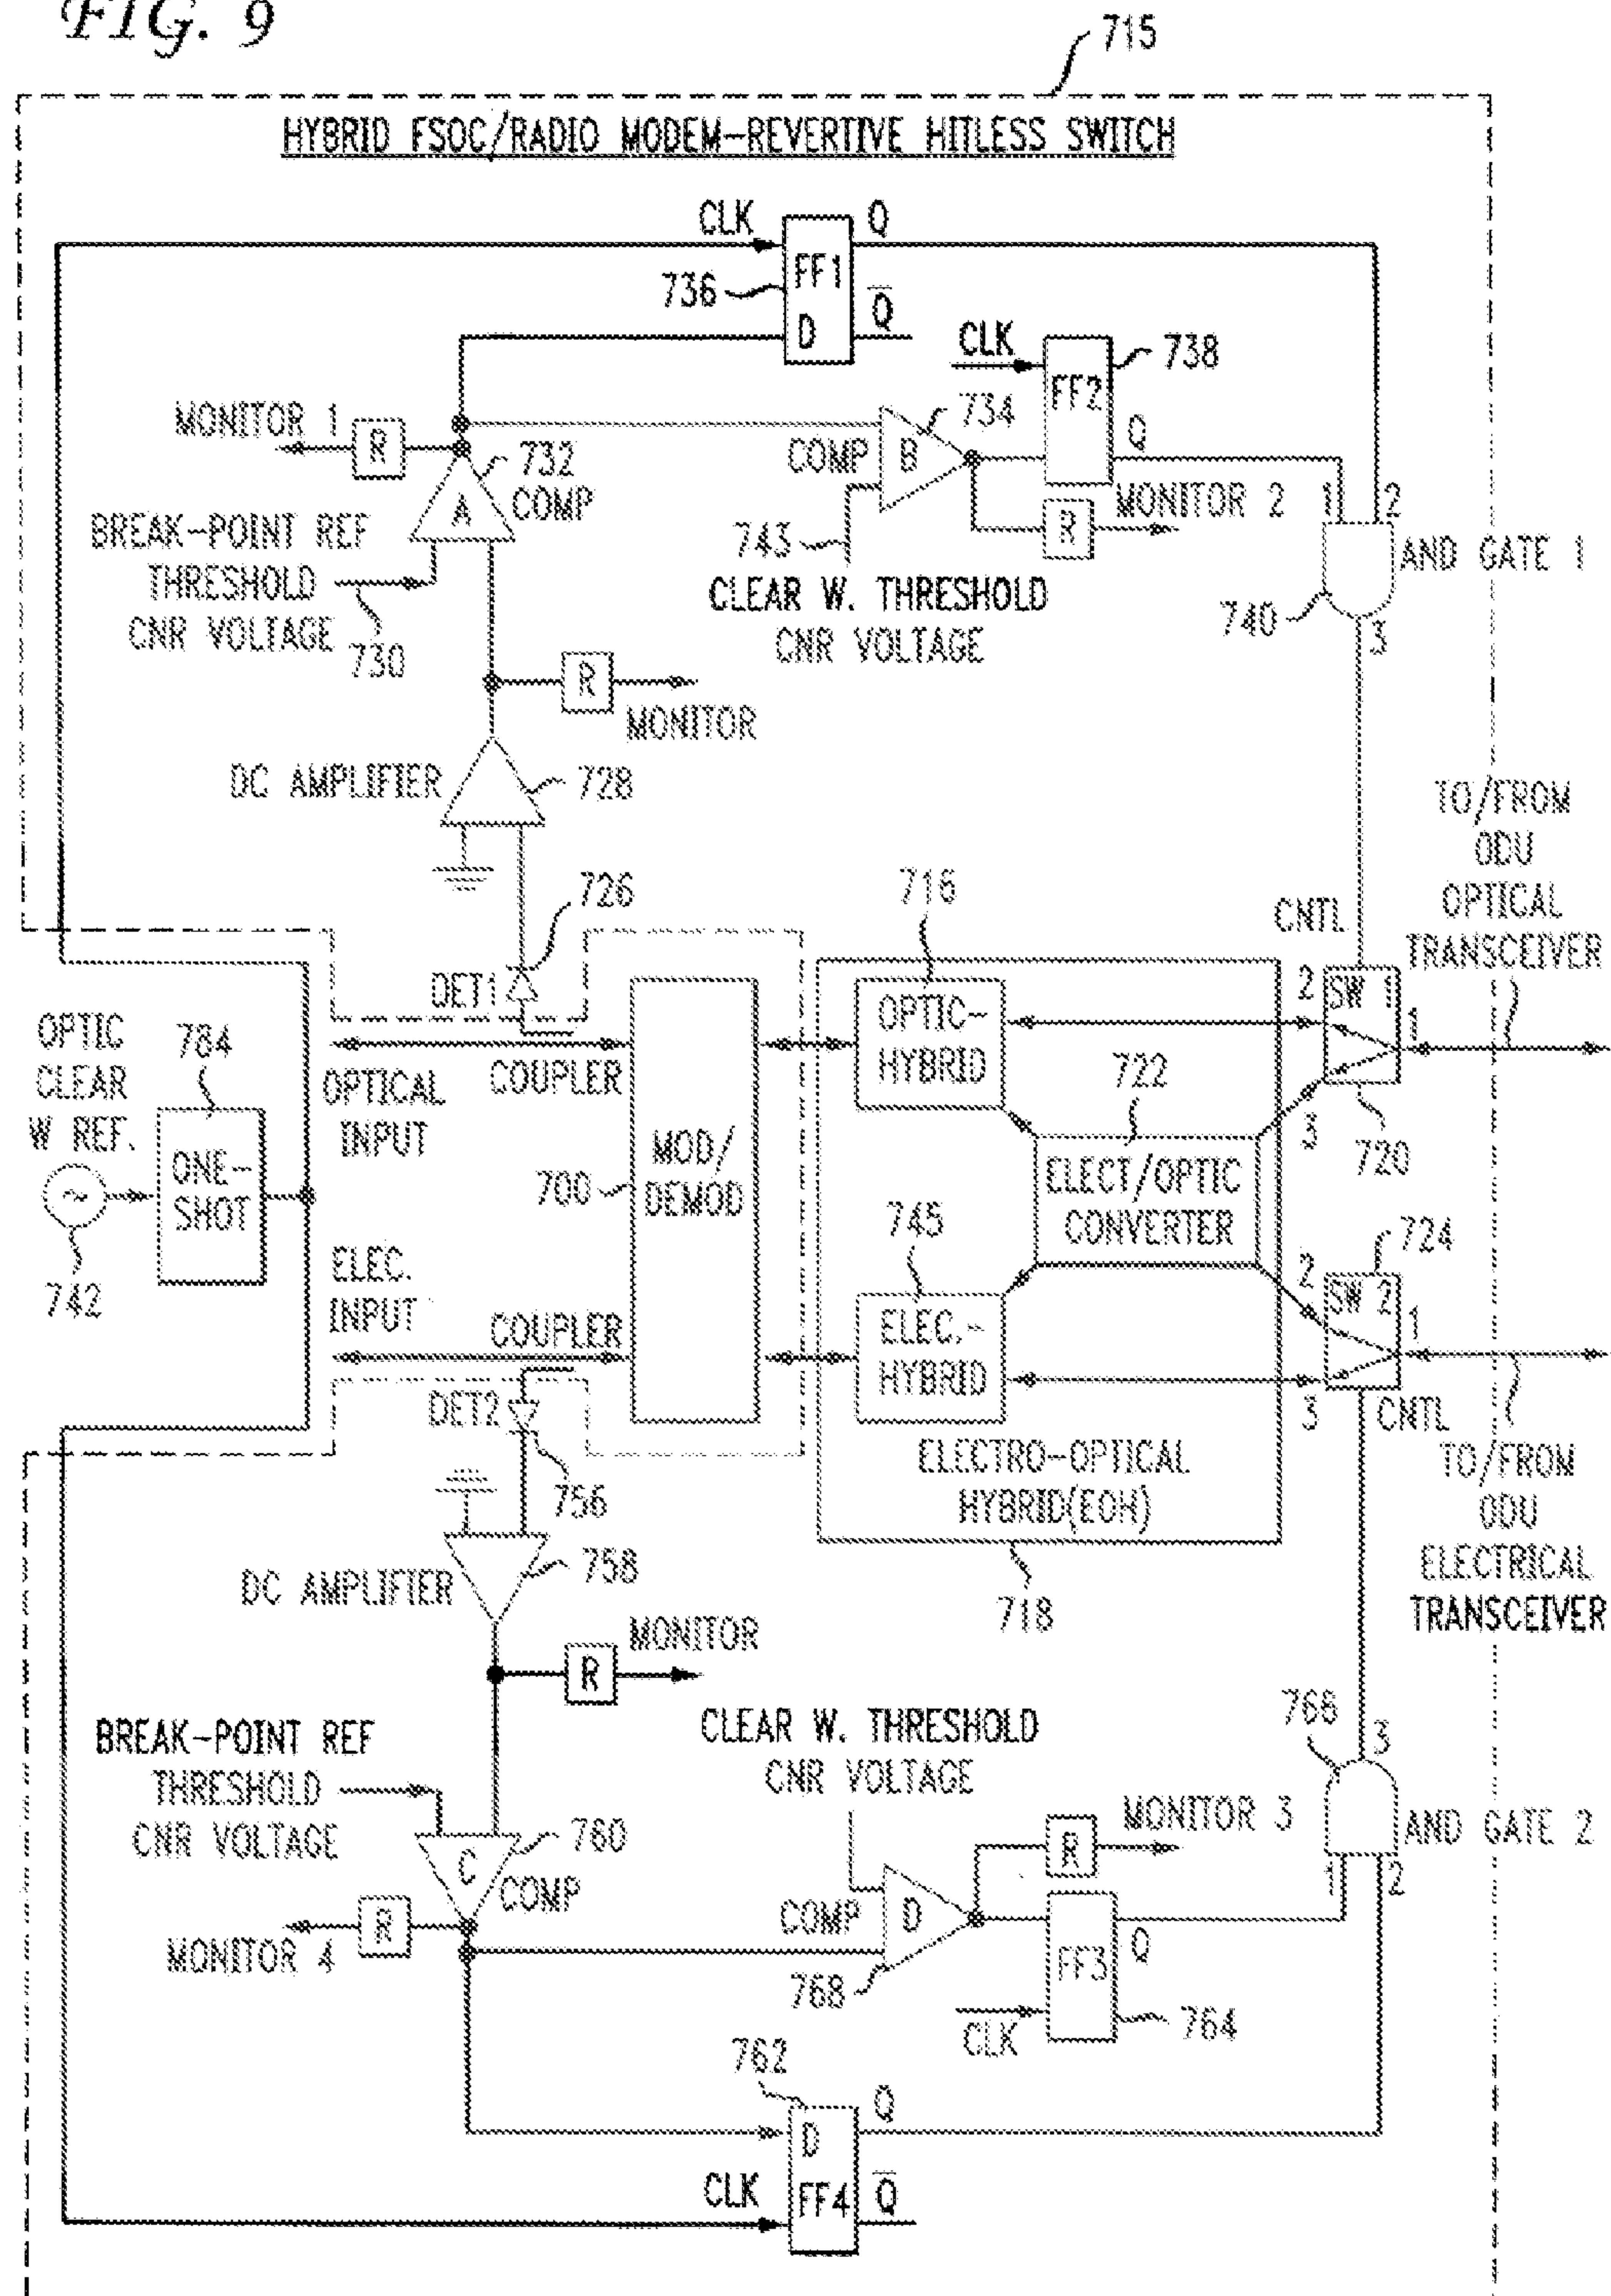 FIG. 9
715
HYBRID FSOC/RADIO MODEM-REVERTIVE HITLESS SWITCH
CLK
Q
FF1
736
Q̅
D
CLK
738
FF2
MONITOR 1
R
734
Q
732
COMP
B
COMP
A
MONITOR 2
1
2
BREAK-POINT REF
THRESHOLD
CNR VOLTAGE
743
R
AND GATE 1
CLEAR W. THRESHOLD
CNR VOLTAGE
740
3
730
R
MONITOR
DC AMPLIFIER
728
TO/FROM
ODU
OPTICAL
TRANSCEIVER
726
716
CNTL
DET1
2
SW 1
1
OPTIC
CLEAR
W REF.
784
OPTIC-
HYBRID
COUPLER
OPTICAL
INPUT
722
3
720
ONE-
SHOT
~
700
MOD/
DEMOD
ELECT/OPTIC
CONVERTER
742
745
724
ELEC.
INPUT
2
SW 2
1
COUPLER
ELEC.-
HYBRID
DET2
3
CNTL
756
ELECTRO-OPTICAL
HYBRID(EOH)
TO/FROM
ODU
ELECTRICAL
TRANSCEIVER
DC AMPLIFIER
758
718
MONITOR
R
768
CLEAR W. THRESHOLD
CNR VOLTAGE
3
BREAK-POINT REF
THRESHOLD
CNR VOLTAGE
760
C
COMP
MONITOR 3
R
AND GATE 2
1
2
R
MONITOR 4
COMP
D
Q
FF3
768
CLK
764
762
Q
D
CLK
FF4
Q̅